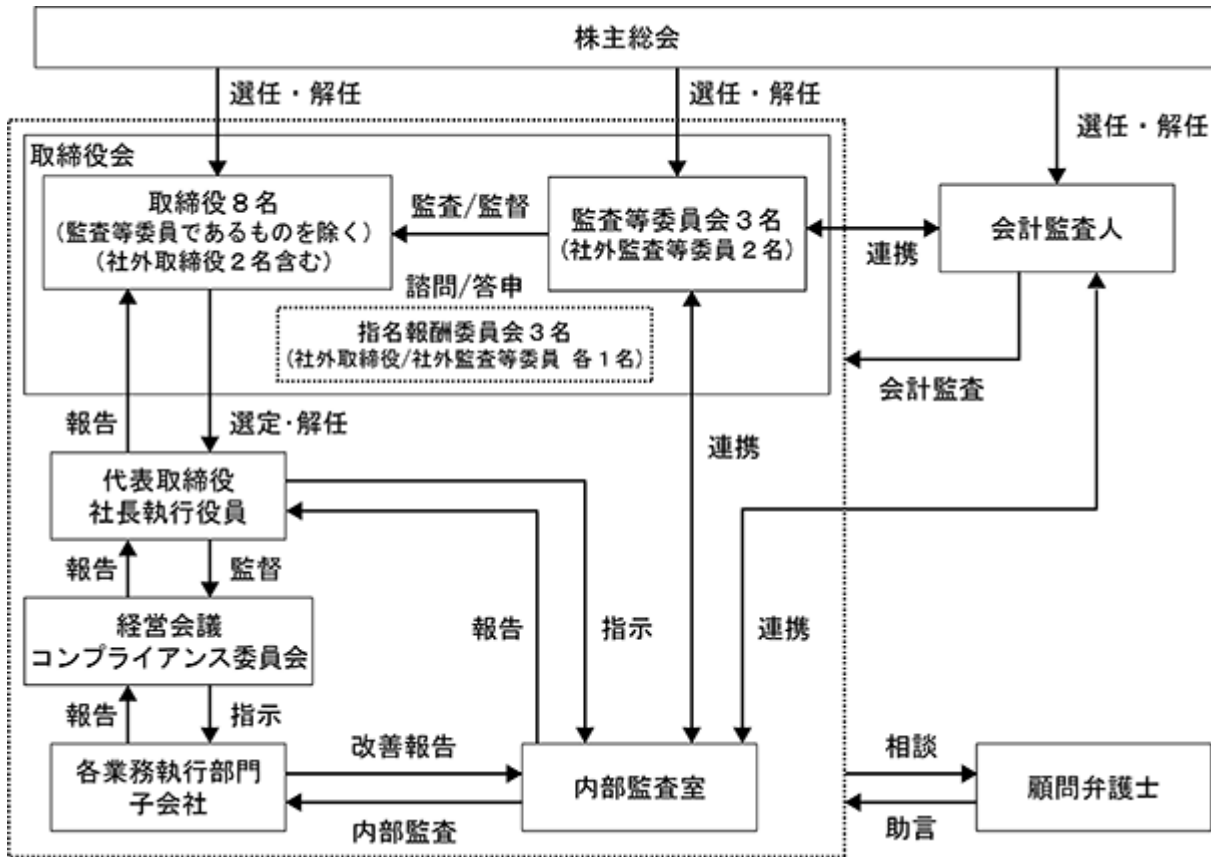 株主総会
選任・解任
選任・解任
選任・解任
取締役会
取締役８名
（監査等委員であるものを除く）
（社外取締役２名含む）
監査/監督
監査等委員会３名
（社外監査等委員２名）
連携
会計監査人
諮問/答申
指名報酬委員会３名
（社外取締役/社外監査等委員 各１名）
会計監査
報告
選定・解任
連携
代表取締役
社長執行役員
報告
監督
経営会議
コンプライアンス委員会
報告
指示
連携
報告
指示
改善報告
各業務執行部門
子会社
内部監査
内部監査室
相談
助言
顧問弁護士